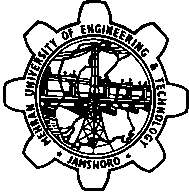 MEHRAN UNIVERSITY OF ENGINEERING & TECHNOLOGY
JAMSHORO